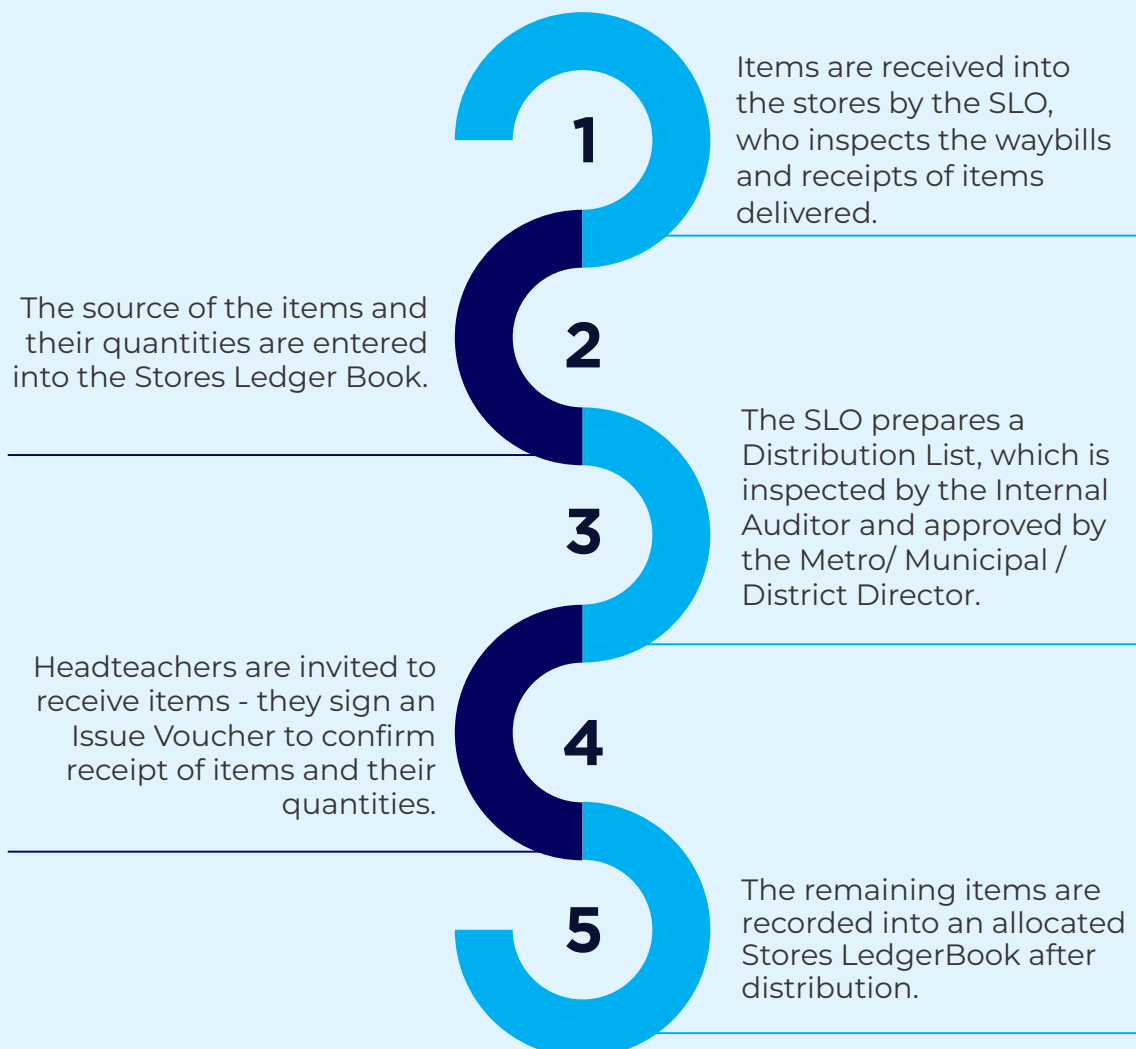 1
Items are received into
the stores by the SLO,
who inspects the waybills
and receipts of items
delivered.
2
The source of the items and
their quantities are entered
into the Stores Ledger Book.
3
The SLO prepares a
Distribution List, which is
inspected by the Internal
Auditor and approved by
the Metro/ Municipal /
District Director.
4
Headteachers are invited to
receive items - they sign an
Issue Voucher to confirm
receipt of items and their
quantities.
5
The remaining items are
recorded into an allocated
Stores LedgerBook after
distribution.